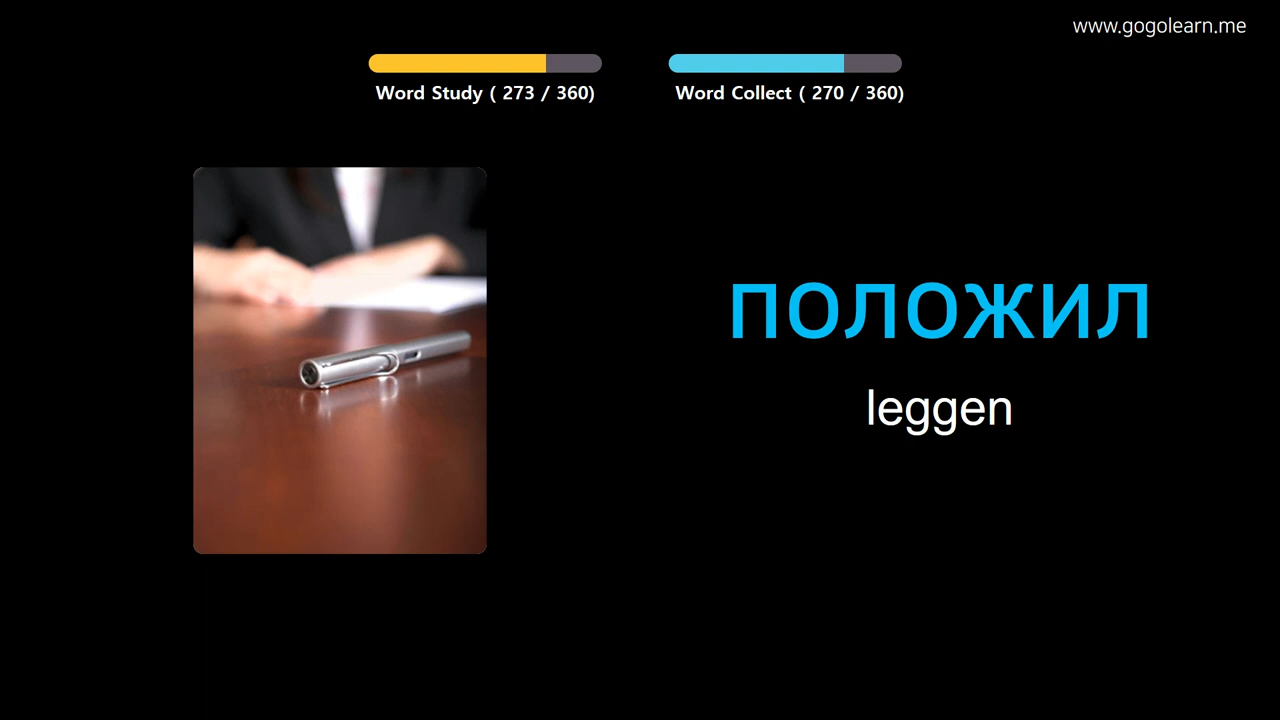 www.gogolearn.me
Word Study ( 273 / 360)
Word Collect ( 270 / 360)
положил
leggen